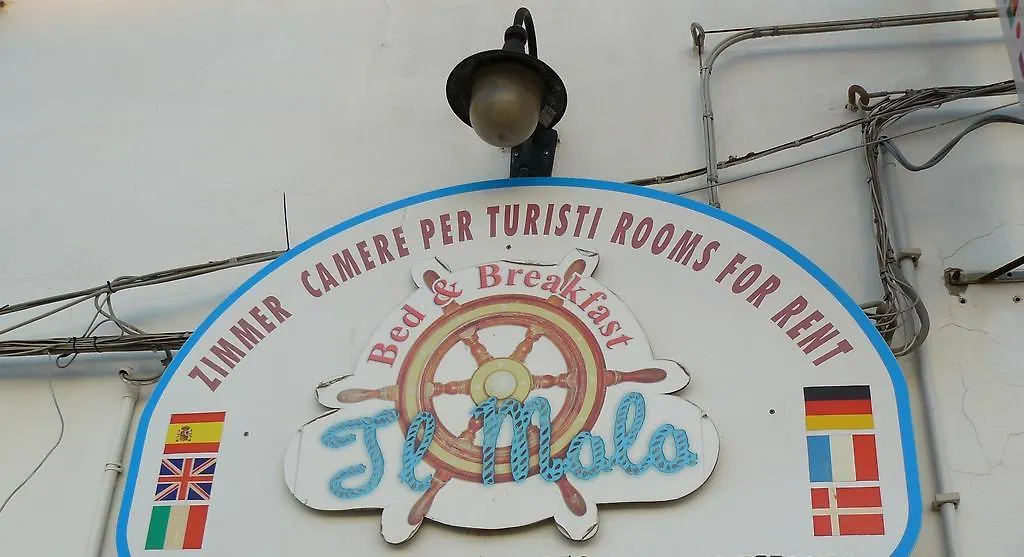 ZIMMER CAMERE PER TURISTI ROOMS FOR RENT
Bed & Breakfast
Il Molo